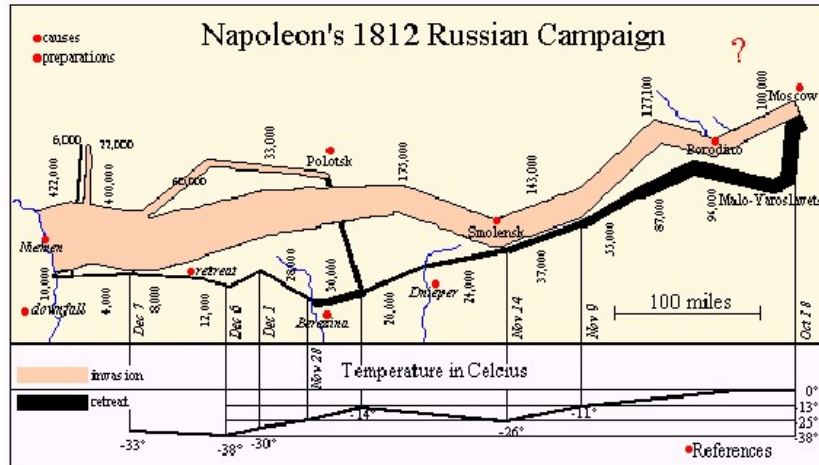 Napoleon's 1812 Russian Campaign
causes
preparations
?
Moscow
100,000
127,100
Borodino
6,000
22,000
33,000
Polotsk
422,000
400,000
60,000
175,000
145,000
Smolensk
Malo-Yaroslavets
96,000
87,000
55,000
37,000
24,000
20,000
30,000
28,000
12,000
8,000
4,000
10,000
Niemen
retreat
downfall
Berezina
Dnieper
100 miles
Dec 7
Dec 6
Dec 1
Nov 28
Nov 14
Nov 9
Oct 18
invasion
retreat
Temperature in Celcius
0°
-13°
-25°
-38°
-33°
-38°
-30°
-14°
-26°
-11°
References